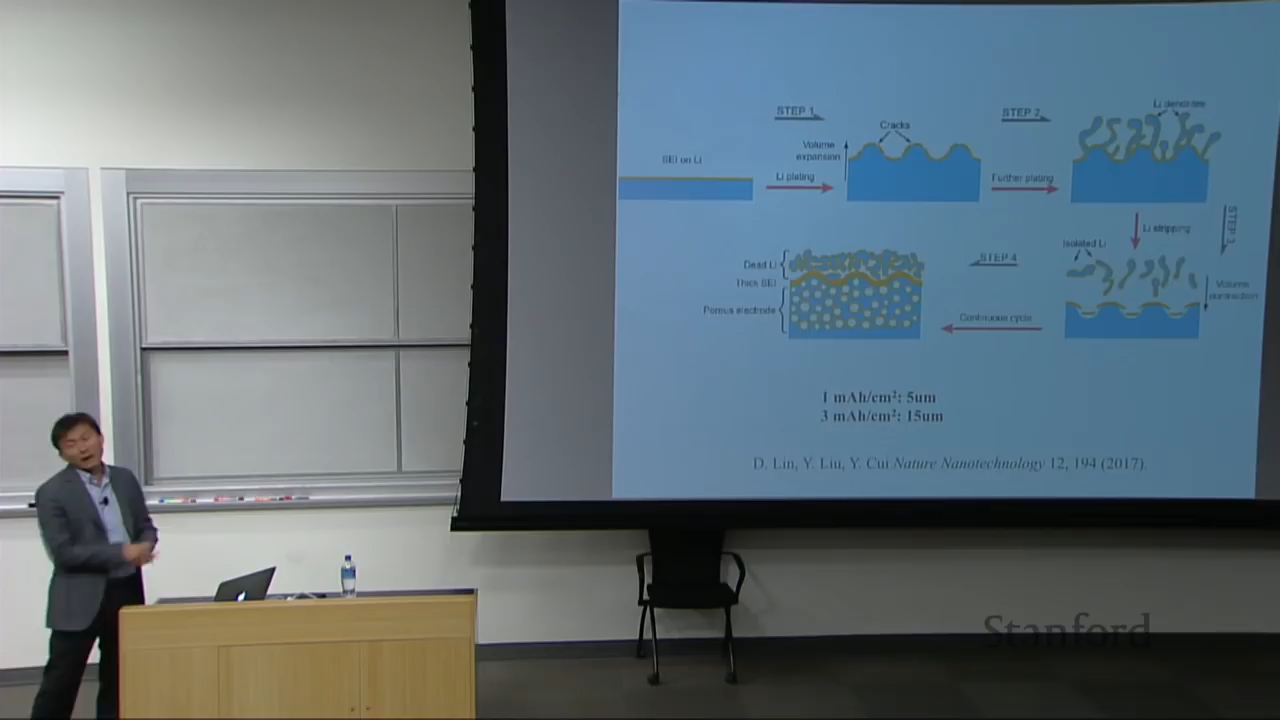 STEP 1
STEP 2
Li dendrites
Cracks
Volume
expansion
SEI on Li
Li plating
Further plating
STEP 3
Li stripping
Isolated Li
STEP 4
Dead Li
Thick SEI
Porous electrode
Volume
contraction
Continuous cycle
1 mAh/cm²: 5um
3 mAh/cm²: 15um
D. Lin, Y. Liu, Y. Cui Nature Nanotechnology 12, 194 (2017).
Stanford